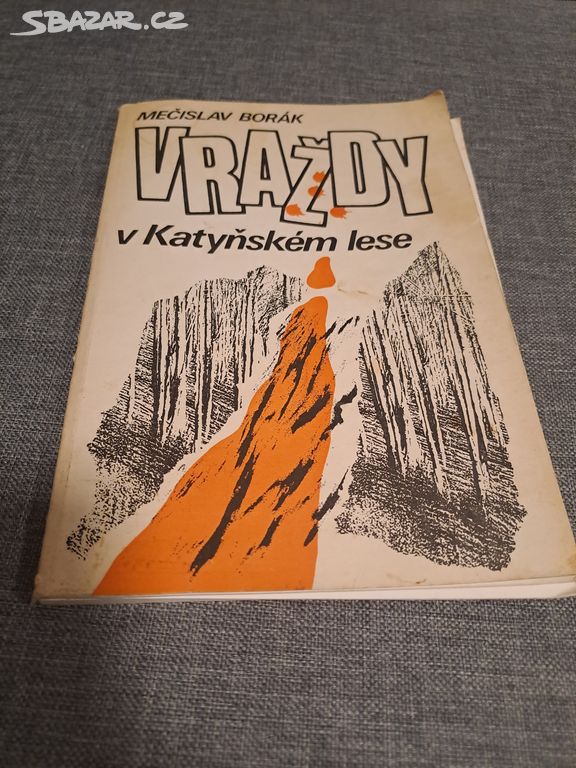 SBAZAR.CZ
MEČISLAV BORÁK
VRAŽDY
v Katyňském lese